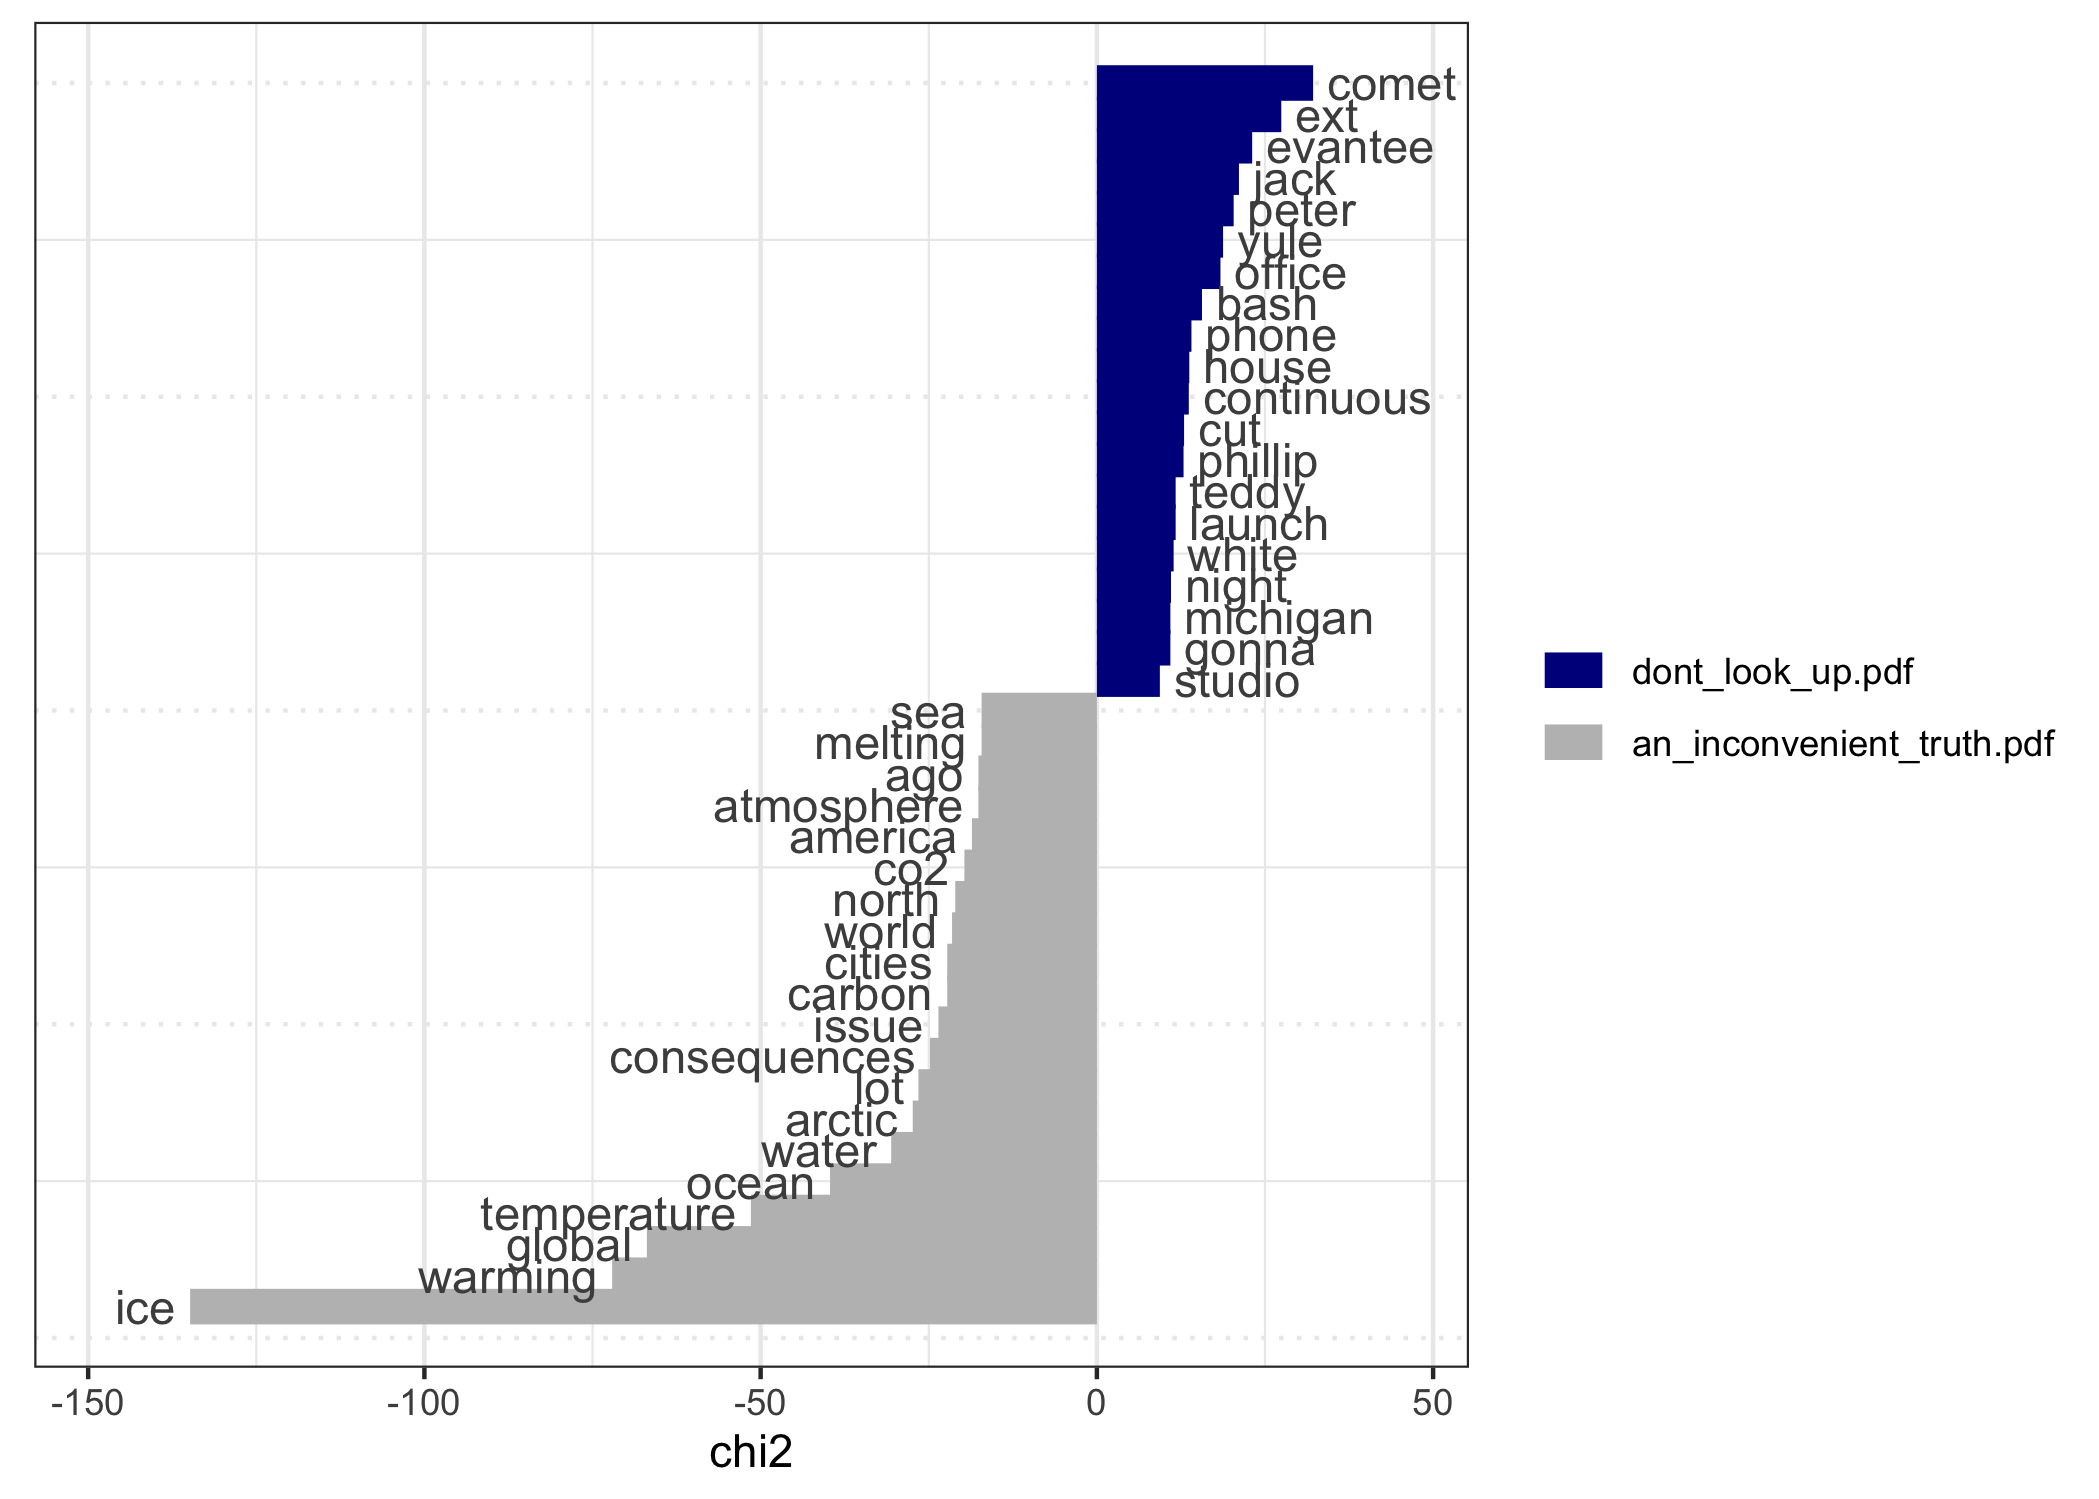 comet
ext
evantee
jack
peter
yule
office
bash
phone
house
continuous
cut
phillip
teddy
launch
white
night
michigan
gonna
studio
sea
melting
ago
atmosphere
america
co2
north
world
cities
carbon
issue
consequences
lot
arctic
water
ocean
temperature
global
warming
ice
-150 -100 -50 0 50
chi2
dont_look_up.pdf
an_inconvenient_truth.pdf